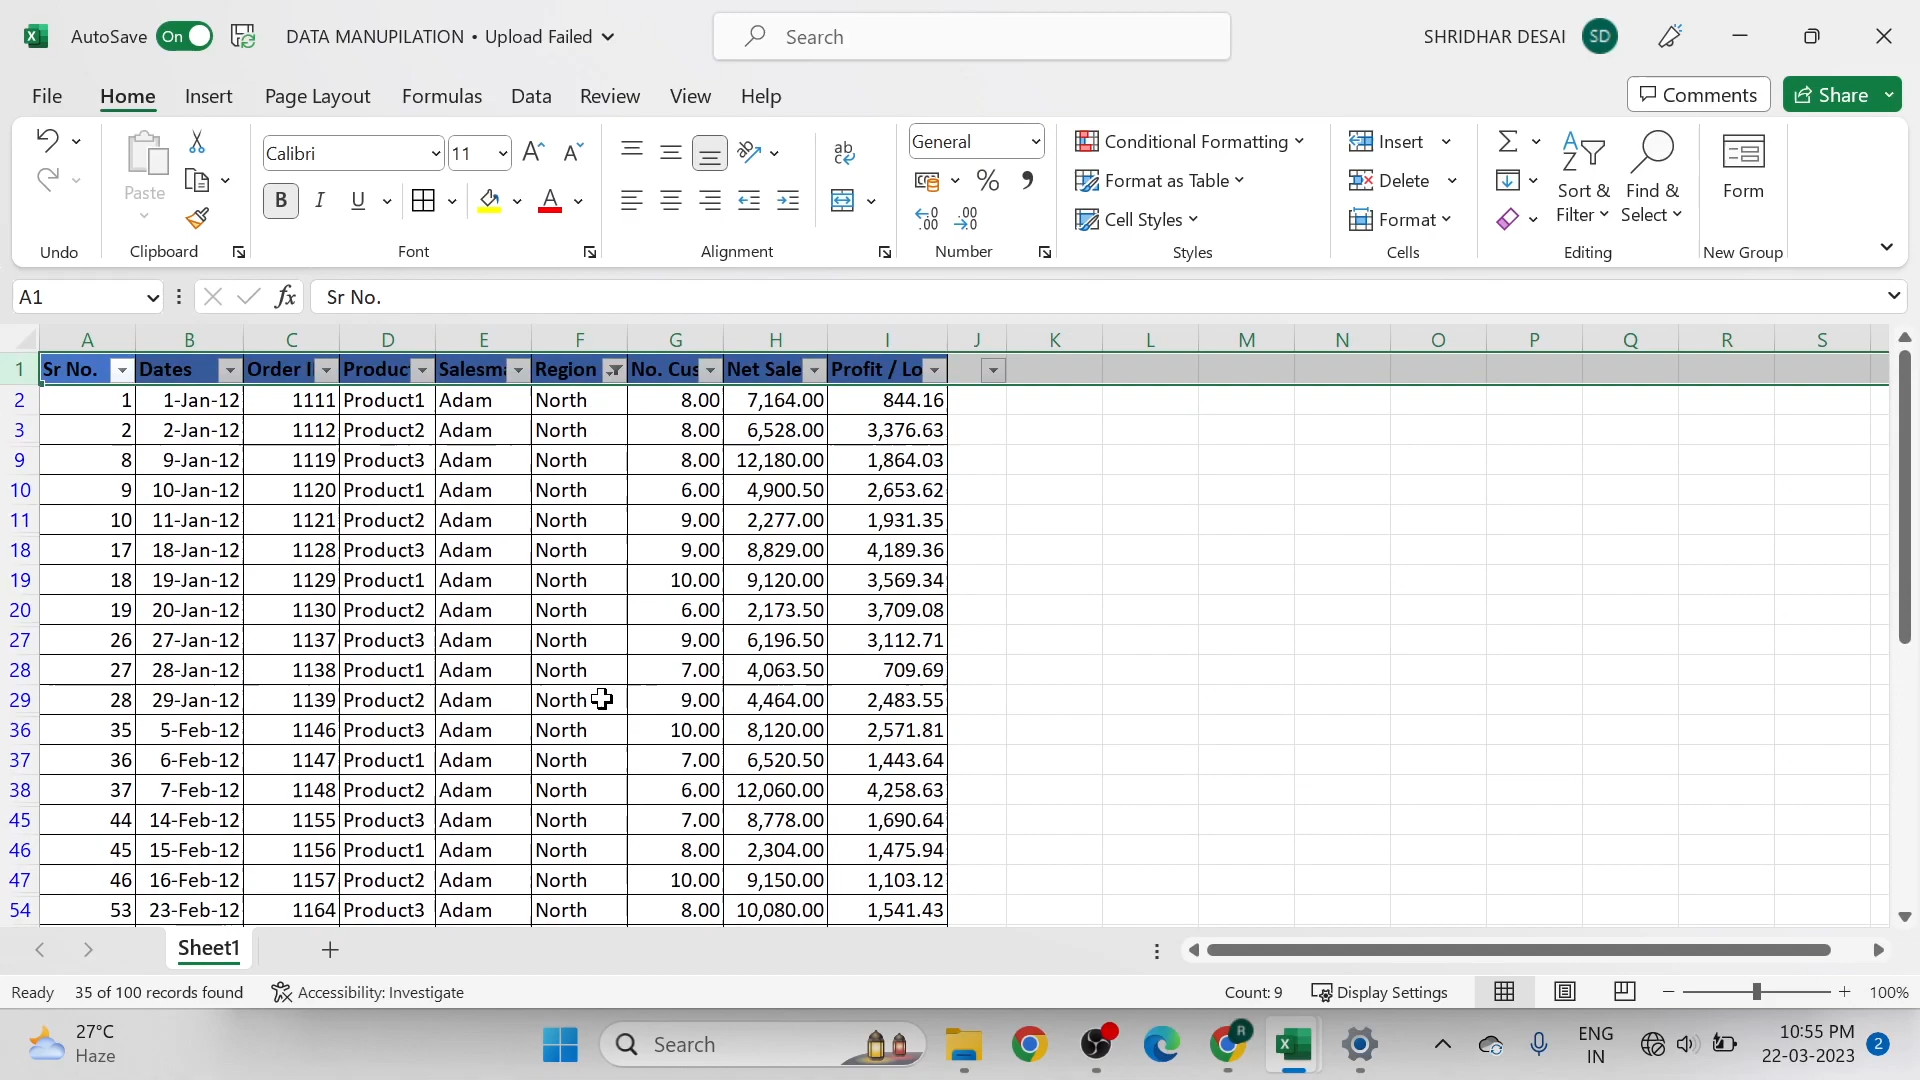 AutoSave On DATA MANUPILATION • Upload Failed Search SHRIDHAR DESAI SD
File Home Insert Page Layout Formulas Data Review View Help Comments Share
Paste Calibri 11 General Conditional Formatting Insert Sort & Find & Form
Format as Table Delete Filter Select
Cell Styles Format
Undo Clipboard Font Alignment Number Styles Cells Editing New Group
A1 fx Sr No.
A B C D E F G H I J K L M N O P Q R S
1 Sr No. Dates Order I Produc Salesma Region No. Cus Net Sale Profit / Lo
2 1 1-Jan-12 1111 Product1 Adam North 8.00 7,164.00 844.16
3 2 2-Jan-12 1112 Product2 Adam North 8.00 6,528.00 3,376.63
9 8 9-Jan-12 1119 Product3 Adam North 8.00 12,180.00 1,864.03
10 9 10-Jan-12 1120 Product1 Adam North 6.00 4,900.50 2,653.62
11 10 11-Jan-12 1121 Product2 Adam North 9.00 2,277.00 1,931.35
18 17 18-Jan-12 1128 Product3 Adam North 9.00 8,829.00 4,189.36
19 18 19-Jan-12 1129 Product1 Adam North 10.00 9,120.00 3,569.34
20 19 20-Jan-12 1130 Product2 Adam North 6.00 2,173.50 3,709.08
27 26 27-Jan-12 1137 Product3 Adam North 9.00 6,196.50 3,112.71
28 27 28-Jan-12 1138 Product1 Adam North 7.00 4,063.50 709.69
29 28 29-Jan-12 1139 Product2 Adam North 9.00 4,464.00 2,483.55
36 35 5-Feb-12 1146 Product3 Adam North 10.00 8,120.00 2,571.81
37 36 6-Feb-12 1147 Product1 Adam North 7.00 6,520.50 1,443.64
38 37 7-Feb-12 1148 Product2 Adam North 6.00 12,060.00 4,258.63
45 44 14-Feb-12 1155 Product3 Adam North 7.00 8,778.00 1,690.64
46 45 15-Feb-12 1156 Product1 Adam North 8.00 2,304.00 1,475.94
47 46 16-Feb-12 1157 Product2 Adam North 10.00 9,150.00 1,103.12
54 53 23-Feb-12 1164 Product3 Adam North 8.00 10,080.00 1,541.43
Sheet1
Ready 35 of 100 records found Accessibility: Investigate Count: 9 Display Settings 100%
27°C Search ENG 10:55 PM
Haze IN 22-03-2023 2